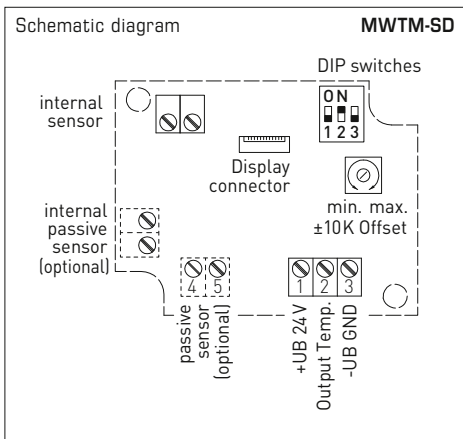 Schematic diagram MWTM-SD
DIP switches
ON
1 2 3
internal
sensor
Display
connector
min. max.
±10K Offset
internal
passive
sensor
(optional)
4 5
1 2 3
passive
sensor
(optional)
+UB 24V
Output Temp.
-UB GND